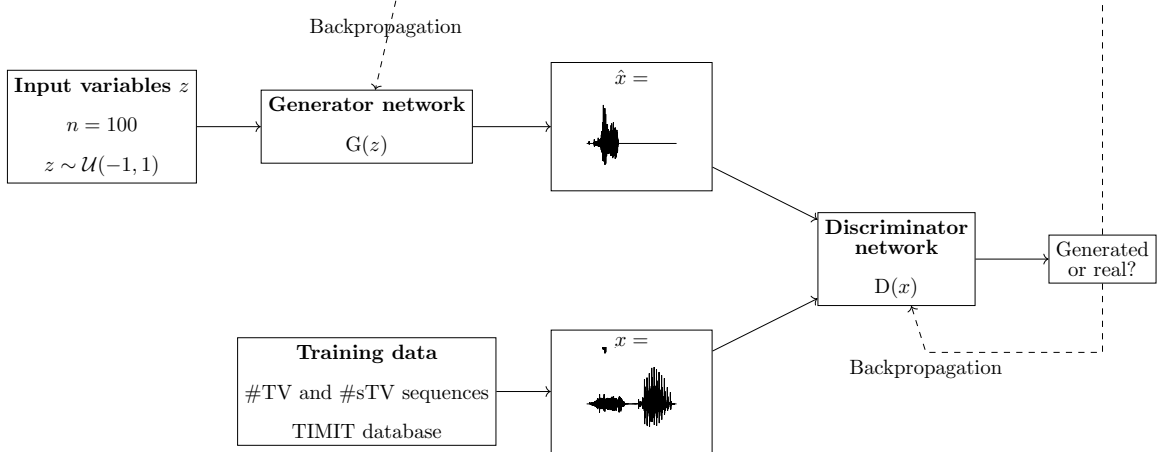 Backpropagation
Input variables z
n = 100
z ∼ 𝒰(−1, 1)
Generator network
G(z)
x̂ =
Discriminator
network
D(x)
Generated
or real?
Training data
#TV and #sTV sequences
TIMIT database
x =
Backpropagation